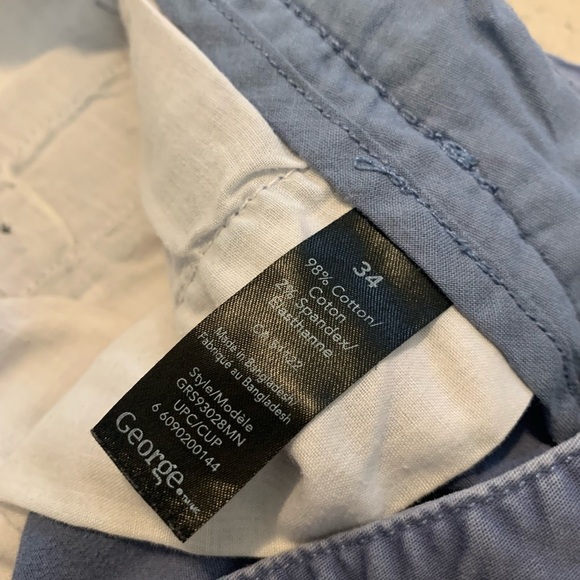 34
98% Cotton/
Coton
2% Spandex/
Élasthanne
Made in Bangladesh/
Fabriqué au Bangladesh
Style/Modèle
GRS93028MN
UPC/CUP
6 6090200144
George.